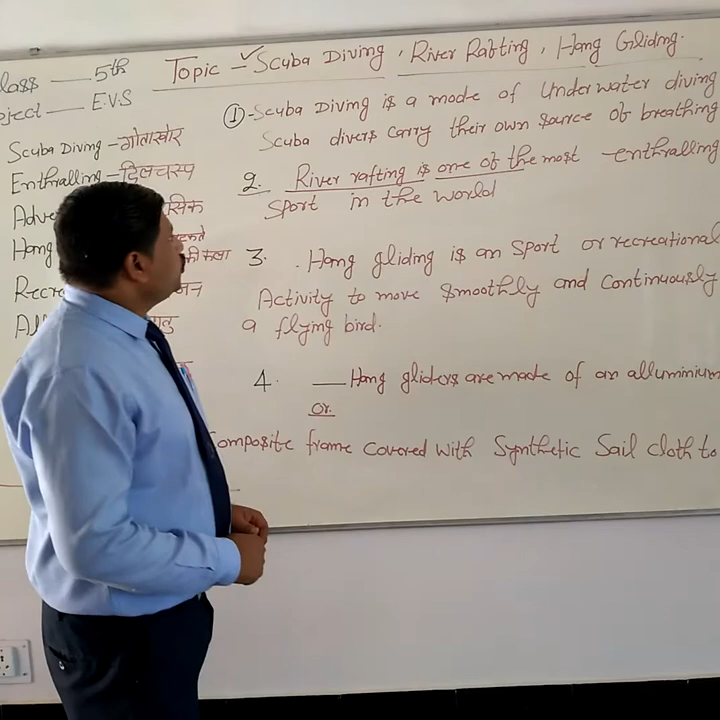 lass — 5th
Topic - ✓Scuba Diving, River Rafting, Hang Gliding.
ject — E.V.S
Scuba Diving - गोताखोर
Enthralling - दिलचस्प
Adve
सिक
Hang
की कला
Recre
जन
All
ातु
① - Scuba Diving is a mode of Underwater diving
Scuba divers carry their own source of breathing
2. River rafting is one of the most enthralling
sport in the world
3. Hang gliding is an sport or recreational
Activity to move smoothly and continuously
a flying bird.
4. — Hang gliders are made of an alluminium
or.
Composite frame covered with Synthetic Sail cloth to